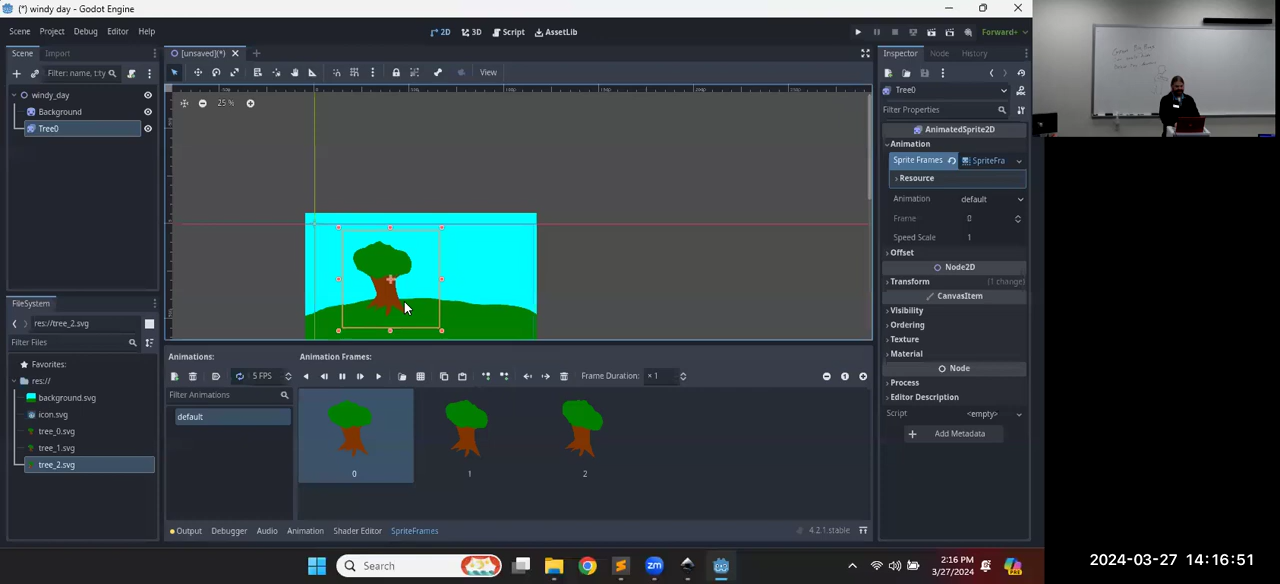 (*) windy day - Godot Engine
Scene Project Debug Editor Help
2D 3D Script AssetLib
Forward+
Scene Import
Filter: name, t:ty
windy_day
Background
Tree0
[unsaved](*)
View
25 %
FileSystem
res://tree_2.svg
Filter Files
Favorites:
res://
background.svg
icon.svg
tree_0.svg
tree_1.svg
tree_2.svg
Animations:
5 FPS
Filter Animations
default
Animation Frames:
Frame Duration: × 1
0 1 2
Output Debugger Audio Animation Shader Editor SpriteFrames
4.2.1.stable
Inspector Node History
Tree0
Filter Properties
AnimatedSprite2D
Animation
Sprite Frames SpriteFra
Resource
Animation default
Frame 0
Speed Scale 1
Offset
Node2D
Transform (1 change)
CanvasItem
Visibility
Ordering
Texture
Material
Node
Process
Editor Description
Script <empty>
Add Metadata
Search
2:16 PM
3/27/2024
2024-03-27 14:16:51